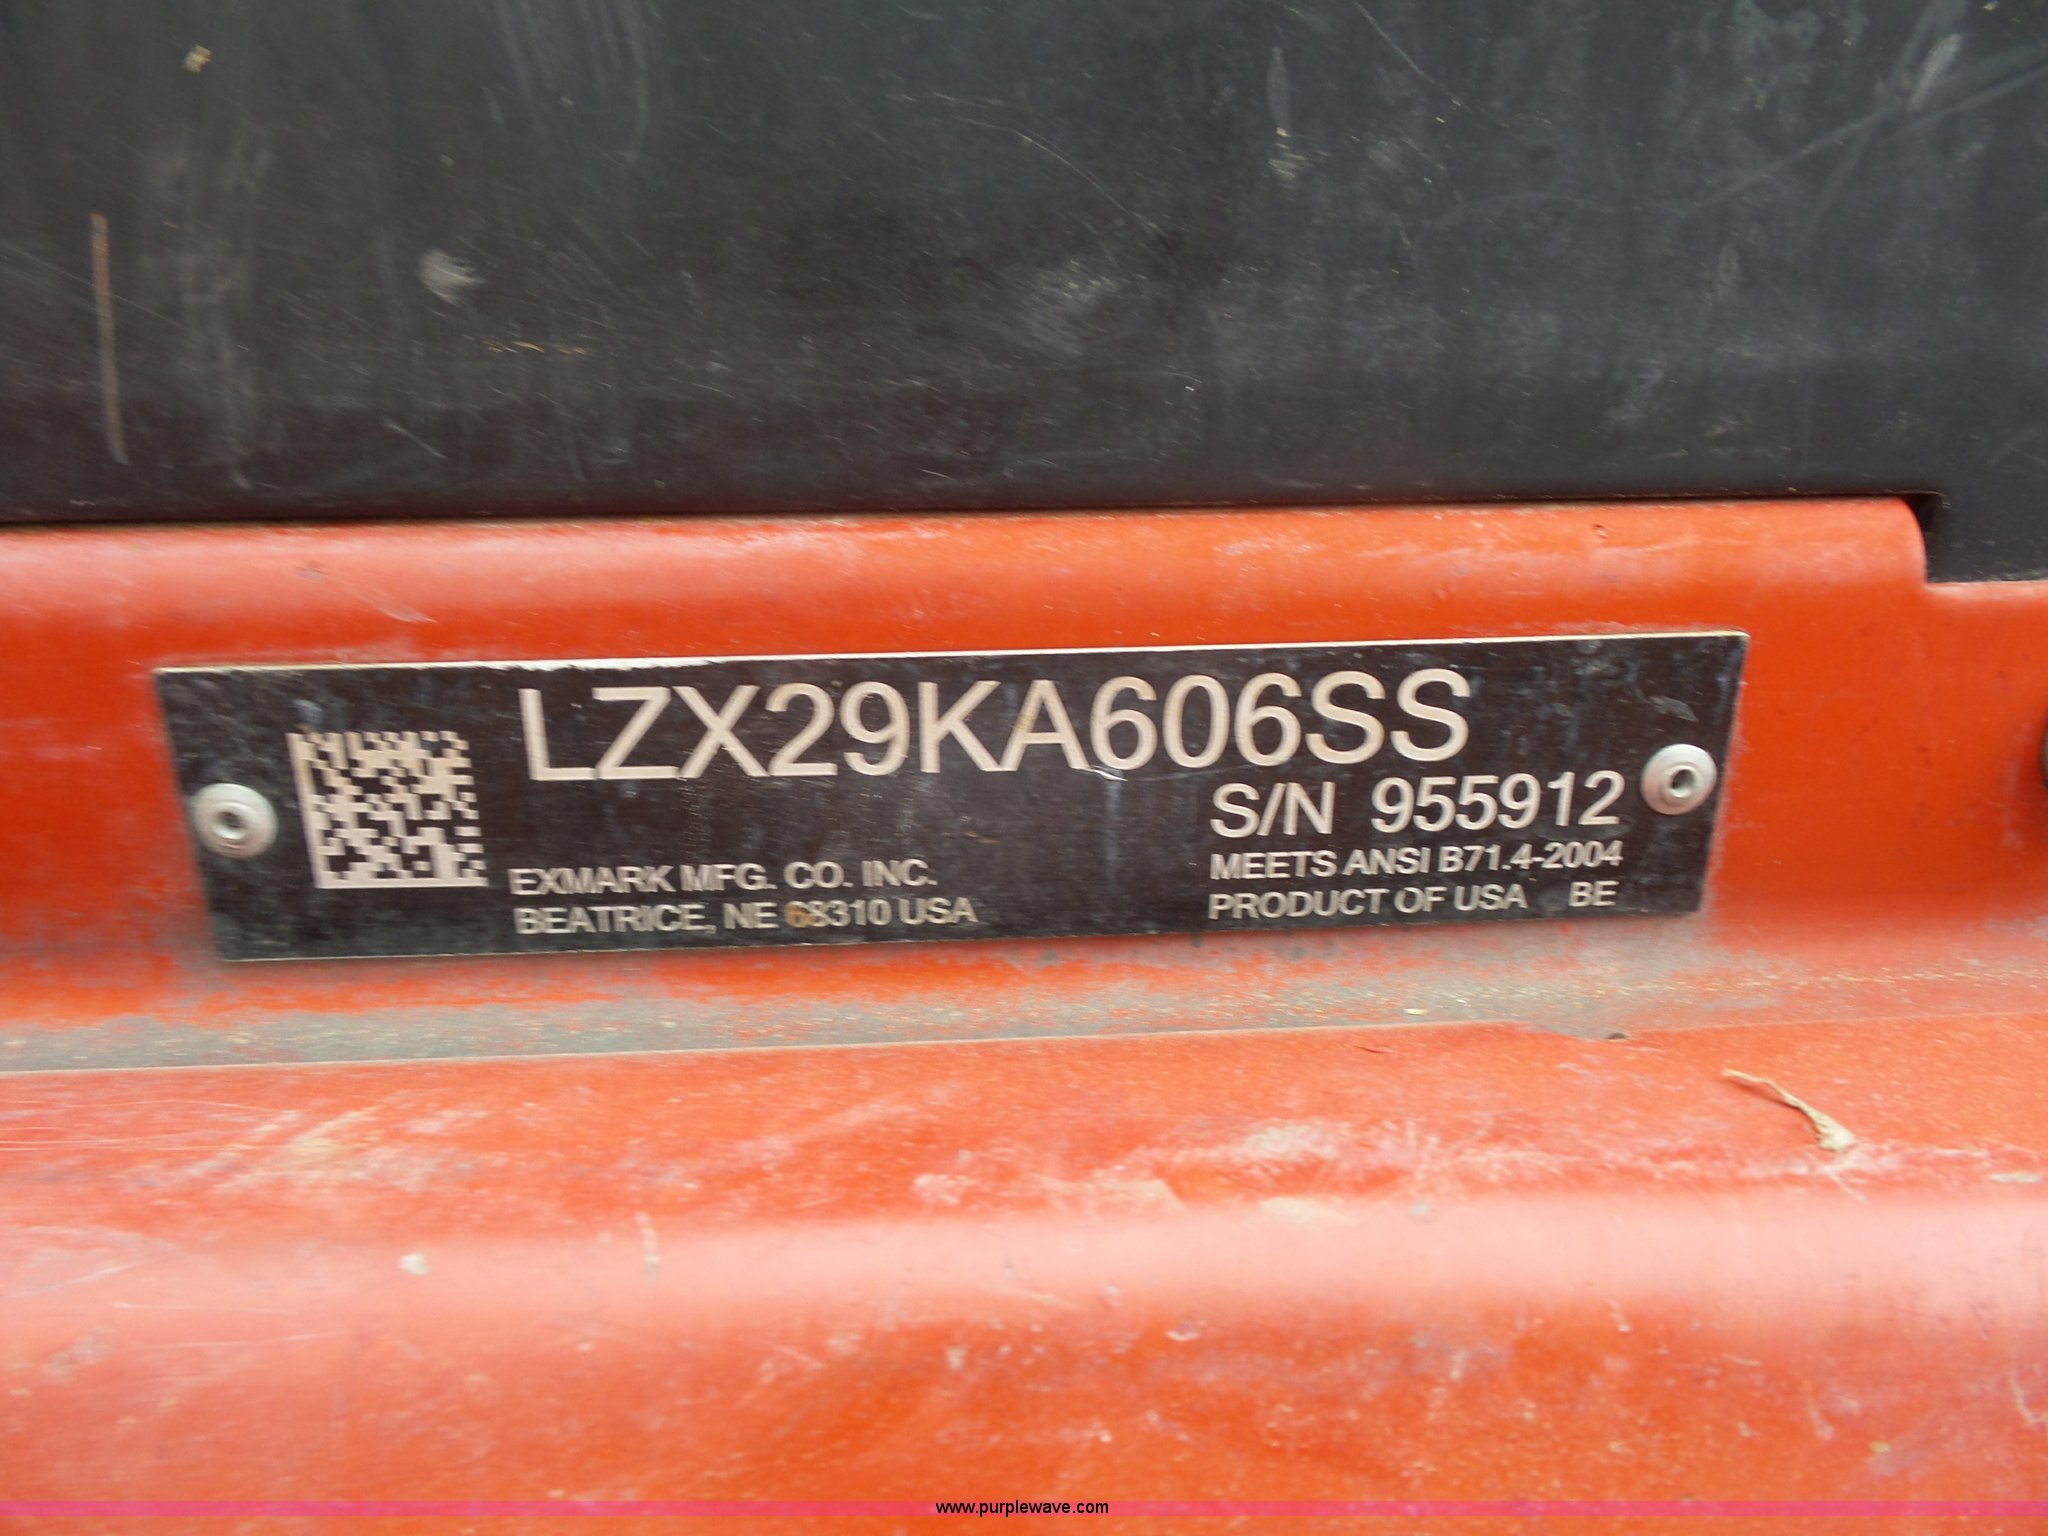 LZX29KA606SS
S/N 955912
EXMARK MFG. CO. INC.
BEATRICE, NE 68310 USA
MEETS ANSI B71.4-2004
PRODUCT OF USA BE
www.purplewave.com